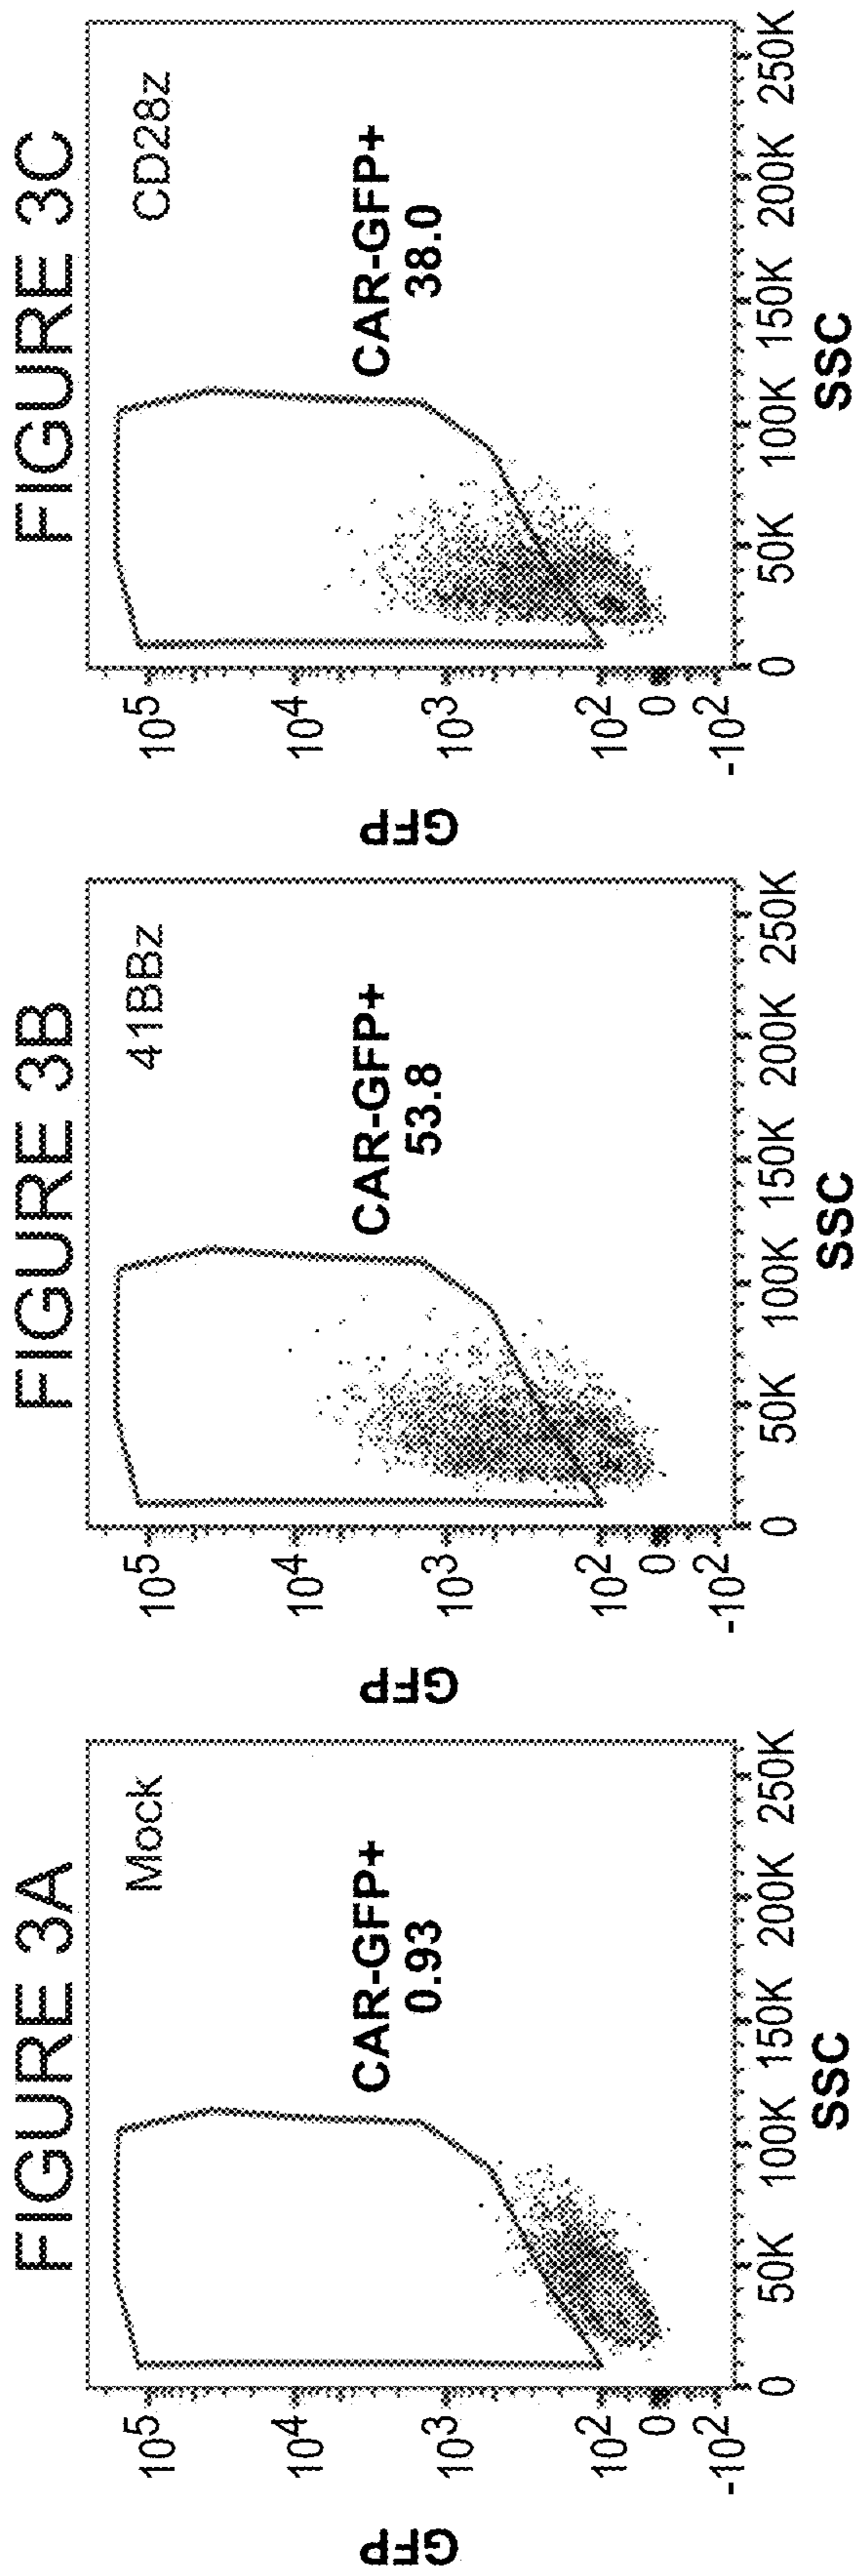 FIGURE 3A
Mock
CAR-GFP+
0.93
GFP
10^5
10^4
10^3
10^2
0
-10^2
0 50K 100K 150K 200K 250K
SSC
FIGURE 3B
41BBz
CAR-GFP+
53.8
GFP
10^5
10^4
10^3
10^2
0
-10^2
0 50K 100K 150K 200K 250K
SSC
FIGURE 3C
CD28z
CAR-GFP+
38.0
GFP
10^5
10^4
10^3
10^2
0
-10^2
0 50K 100K 150K 200K 250K
SSC